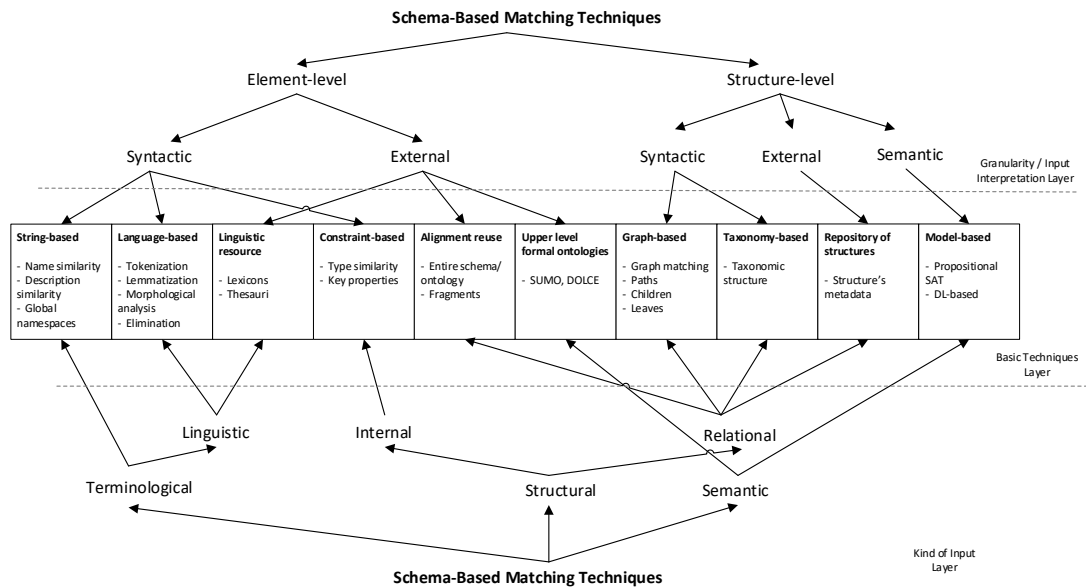 Schema-Based Matching Techniques
Element-level
Structure-level
Syntactic
External
Syntactic
External
Semantic
Granularity / Input
Interpretation Layer
String-based
- Name similarity
- Description
similarity
- Global
namespaces
Language-based
- Tokenization
- Lemmatization
- Morphological
analysis
- Elimination
Linguistic
resource
- Lexicons
- Thesauri
Constraint-based
- Type similarity
- Key properties
Alignment reuse
- Entire schema/
ontology
- Fragments
Upper level
formal ontologies
- SUMO, DOLCE
Graph-based
- Graph matching
- Paths
- Children
- Leaves
Taxonomy-based
- Taxonomic
structure
Repository of
structures
- Structure's
metadata
Model-based
- Propositional
SAT
- DL-based
Basic Techniques
Layer
Linguistic
Internal
Relational
Terminological
Structural
Semantic
Kind of Input
Layer
Schema-Based Matching Techniques